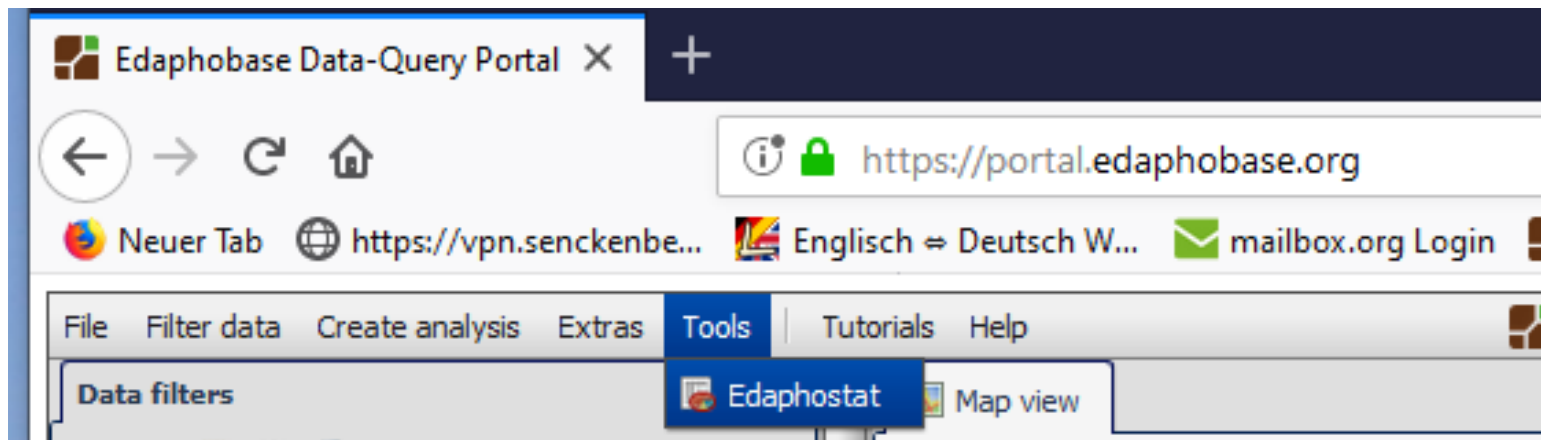 Edaphobase Data-Query Portal
https://portal.edaphobase.org
Neuer Tab https://vpn.senckenbe... Englisch ⇔ Deutsch W... mailbox.org Login
File Filter data Create analysis Extras Tools Tutorials Help
Data filters Edaphostat Map view